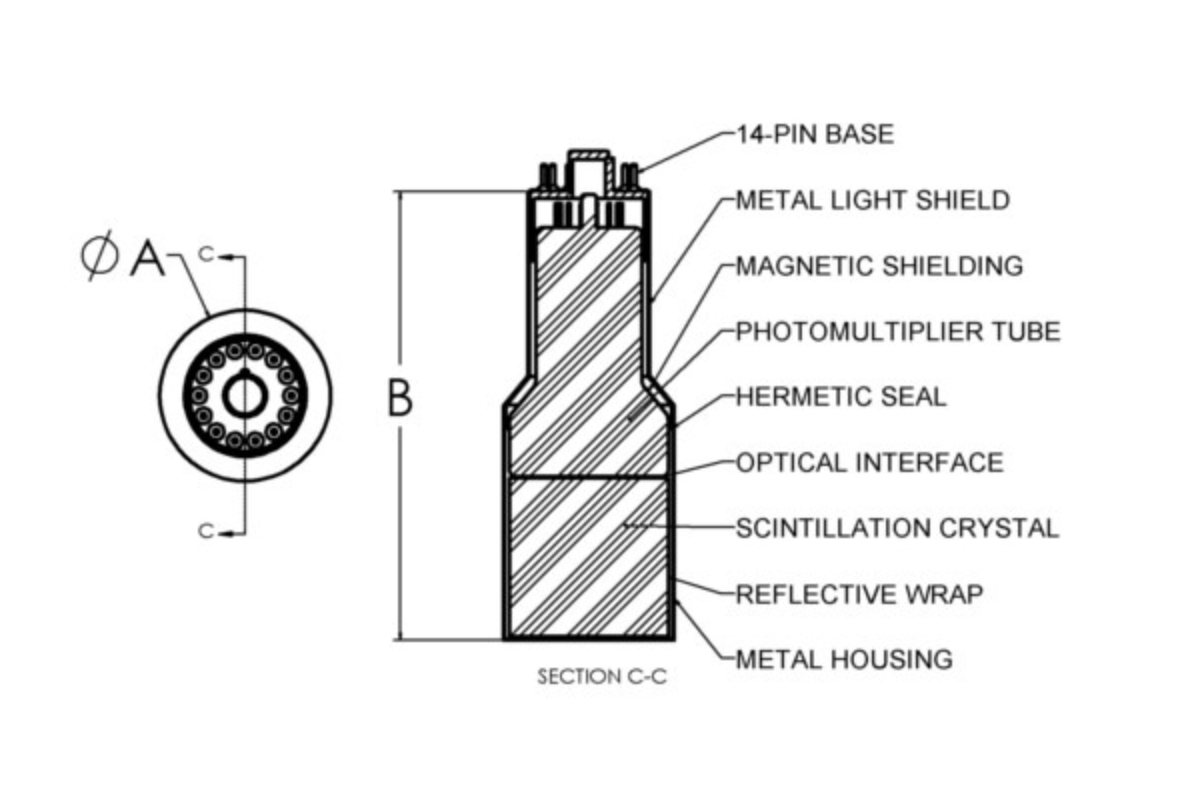 14-PIN BASE
METAL LIGHT SHIELD
MAGNETIC SHIELDING
PHOTOMULTIPLIER TUBE
HERMETIC SEAL
OPTICAL INTERFACE
SCINTILLATION CRYSTAL
REFLECTIVE WRAP
METAL HOUSING
Ø A
C
C
B
SECTION C-C